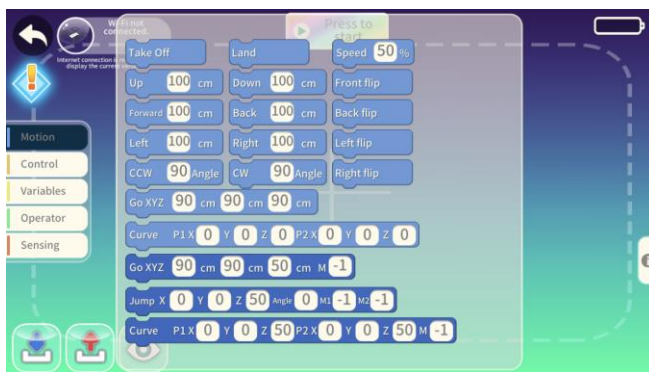 Wi-Fi not connected.
Press to start
Internet connection is re
display the current
Take Off Land Speed 50 %
Up 100 cm Down 100 cm Front flip
Forward 100 cm Back 100 cm Back flip
Left 100 cm Right 100 cm Left flip
CCW 90 Angle CW 90 Angle Right flip
Go XYZ 90 cm 90 cm 90 cm
Curve P1 X 0 Y 0 Z 0 P2 X 0 Y 0 Z 0
Go XYZ 90 cm 90 cm 50 cm M -1
Jump X 0 Y 0 Z 50 Angle 0 M1 -1 M2 -1
Curve P1 X 0 Y 0 Z 50 P2 X 0 Y 0 Z 50 M -1
Motion
Control
Variables
Operator
Sensing